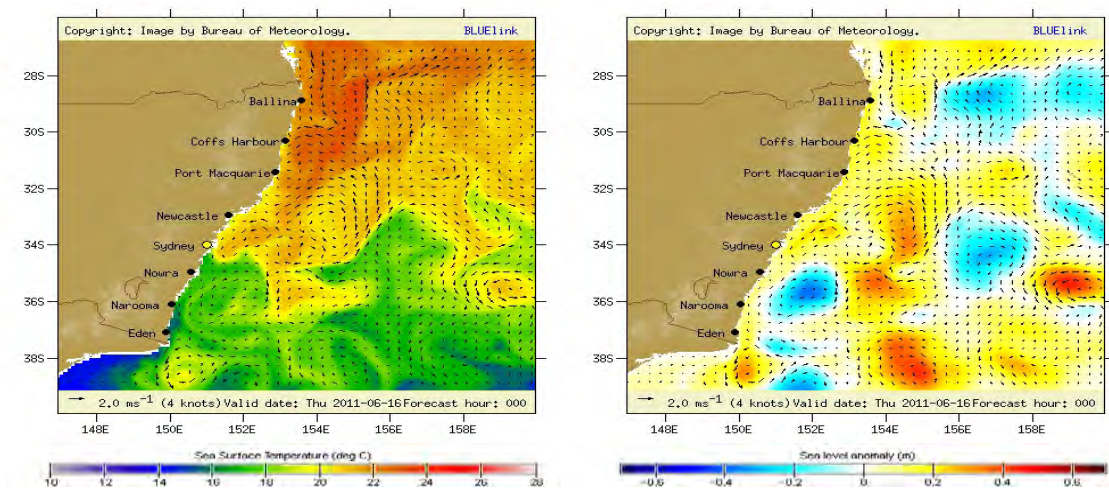 Copyright: Image by Bureau of Meteorology. BLUElink
28S
Ballina
30S
Coffs Harbour
Port Macquarie
32S
Newcastle
34S
Sydney
Nowra
36S
Narooma
Eden
38S
2.0 ms⁻¹ (4 knots) Valid date: Thu 2011-06-16 Forecast hour: 000
148E 150E 152E 154E 156E 158E
Sea Surface Temperature (deg C)
10 12 14 16 18 20 22 24 26 28
Copyright: Image by Bureau of Meteorology. BLUElink
28S
Ballina
30S
Coffs Harbour
Port Macquarie
32S
Newcastle
34S
Sydney
Nowra
36S
Narooma
Eden
38S
2.0 ms⁻¹ (4 knots) Valid date: Thu 2011-06-16 Forecast hour: 000
148E 150E 152E 154E 156E 158E
Sea level anomaly (m)
-0.6 -0.4 -0.2 0 0.2 0.4 0.6